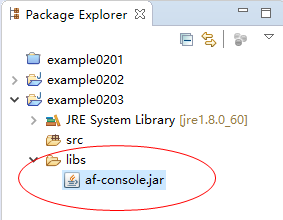 Package Explorer
example0201
example0202
example0203
JRE System Library [jre1.8.0_60]
src
libs
af-console.jar